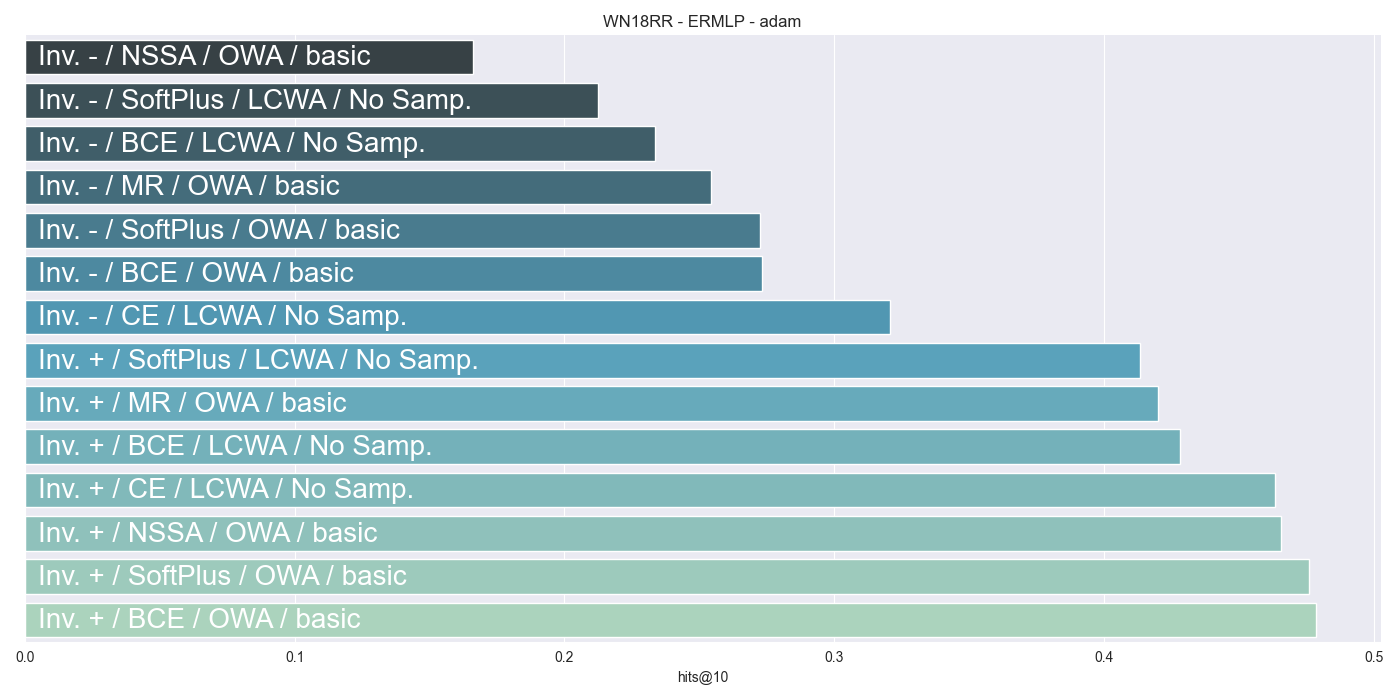 WN18RR - ERMLP - adam
Inv. - / NSSA / OWA / basic
Inv. - / SoftPlus / LCWA / No Samp.
Inv. - / BCE / LCWA / No Samp.
Inv. - / MR / OWA / basic
Inv. - / SoftPlus / OWA / basic
Inv. - / BCE / OWA / basic
Inv. - / CE / LCWA / No Samp.
Inv. + / SoftPlus / LCWA / No Samp.
Inv. + / MR / OWA / basic
Inv. + / BCE / LCWA / No Samp.
Inv. + / CE / LCWA / No Samp.
Inv. + / NSSA / OWA / basic
Inv. + / SoftPlus / OWA / basic
Inv. + / BCE / OWA / basic
0.0 0.1 0.2 0.3 0.4 0.5
hits@10